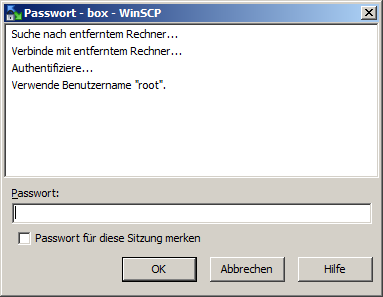 Passwort - box - WinSCP
Suche nach entferntem Rechner...
Verbinde mit entferntem Rechner...
Authentifiziere...
Verwende Benutzername "root".
Passwort:
Passwort für diese Sitzung merken
OK
Abbrechen
Hilfe